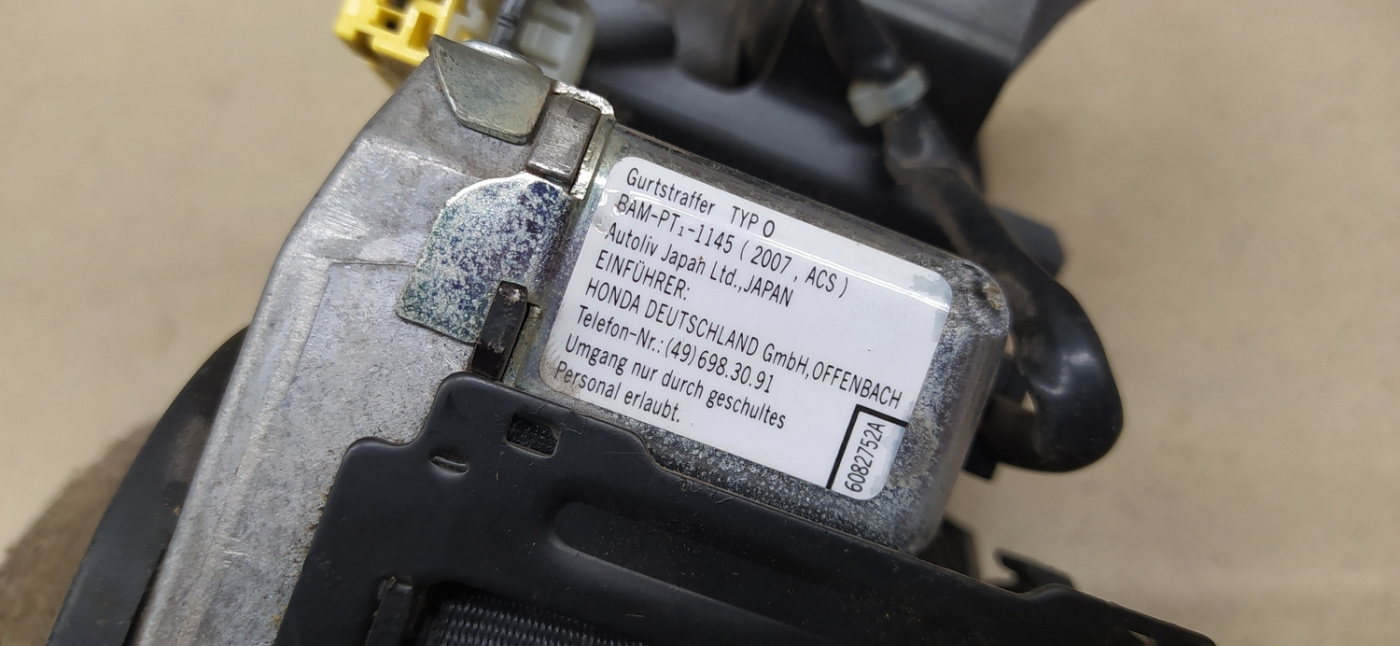 Gurtstraffer TYP O
BAM-PT₁-1145 ( 2007 , ACS )
Autoliv Japan Ltd.,JAPAN
EINFÜHRER:
HONDA DEUTSCHLAND GmbH,OFFENBACH
Telefon-Nr.:(49)698.30.91
Umgang nur durch geschultes
Personal erlaubt.
6082752A